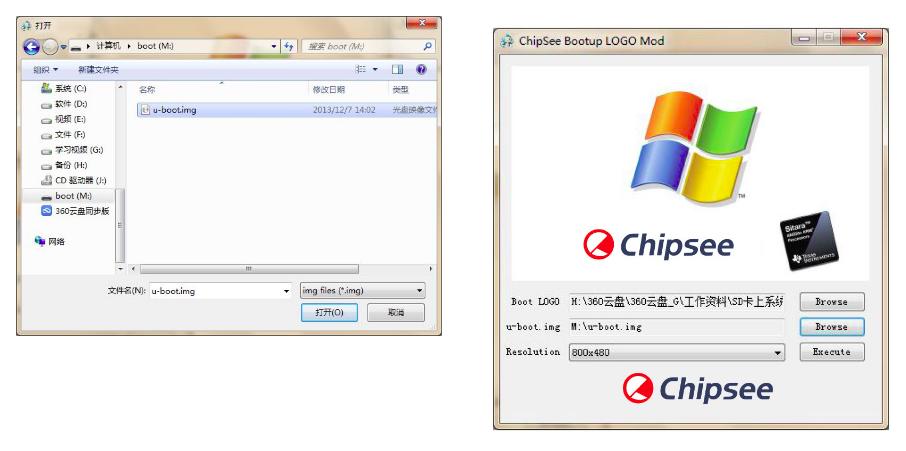 打开
计算机 boot (M:)
搜索 boot (M:)
组织 新建文件夹
名称 修改日期 类型
系统 (C:)
软件 (D:)
视频 (E:)
文件 (F:)
学习视频 (G:)
备份 (H:)
CD 驱动器 (J:)
boot (M:)
360云盘同步版
网络
u-boot.img 2013/12/7 14:02 光盘映像文件
文件名(N): u-boot.img img files (*.img)
打开(O) 取消
ChipSee Bootup LOGO Mod
TM
Chipsee
Sitara™
Processors
TEXAS INSTRUMENTS
Boot LOGO H:\360云盘\360云盘_G\工作资料\SD卡上系统 Browse
u-boot.img M:\u-boot.img Browse
Resolution 800x480 Execute
Chipsee